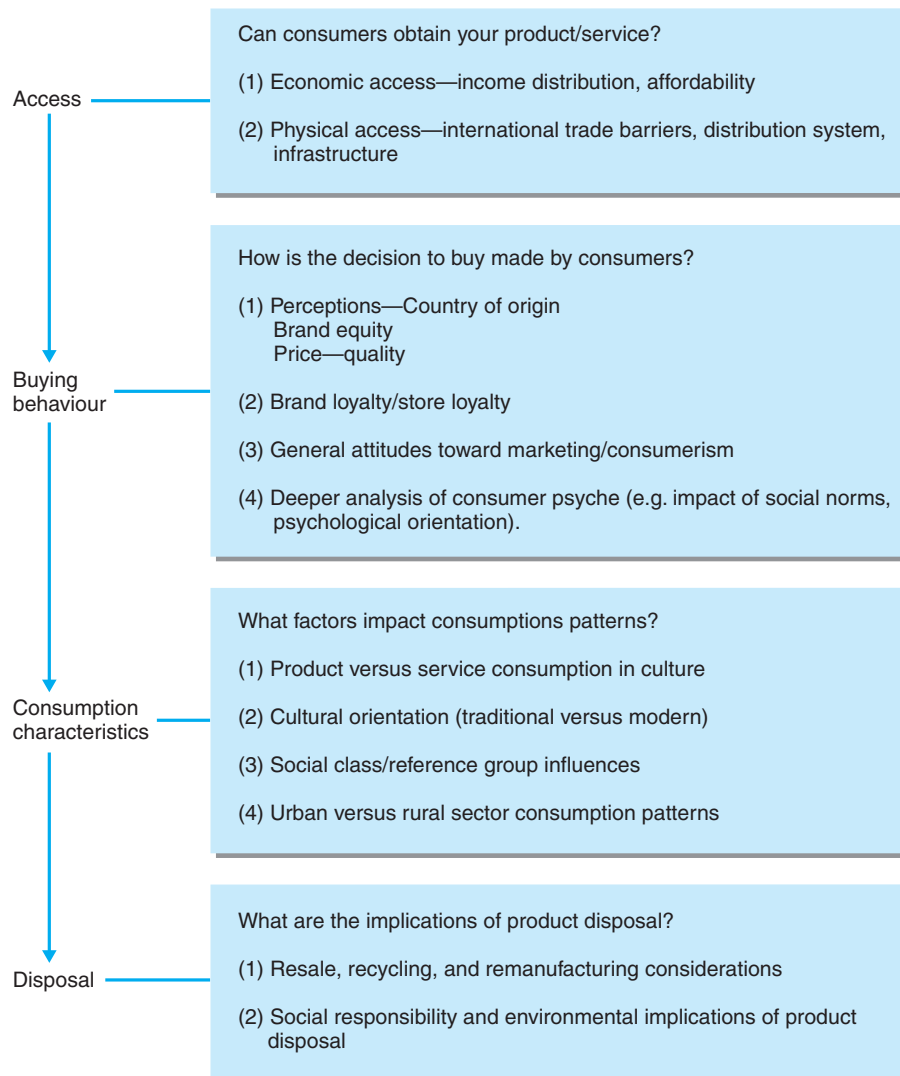 Access
Can consumers obtain your product/service?
(1) Economic access—income distribution, affordability
(2) Physical access—international trade barriers, distribution system,
infrastructure
Buying
behaviour
How is the decision to buy made by consumers?
(1) Perceptions—Country of origin
Brand equity
Price—quality
(2) Brand loyalty/store loyalty
(3) General attitudes toward marketing/consumerism
(4) Deeper analysis of consumer psyche (e.g. impact of social norms,
psychological orientation).
Consumption
characteristics
What factors impact consumptions patterns?
(1) Product versus service consumption in culture
(2) Cultural orientation (traditional versus modern)
(3) Social class/reference group influences
(4) Urban versus rural sector consumption patterns
Disposal
What are the implications of product disposal?
(1) Resale, recycling, and remanufacturing considerations
(2) Social responsibility and environmental implications of product
disposal